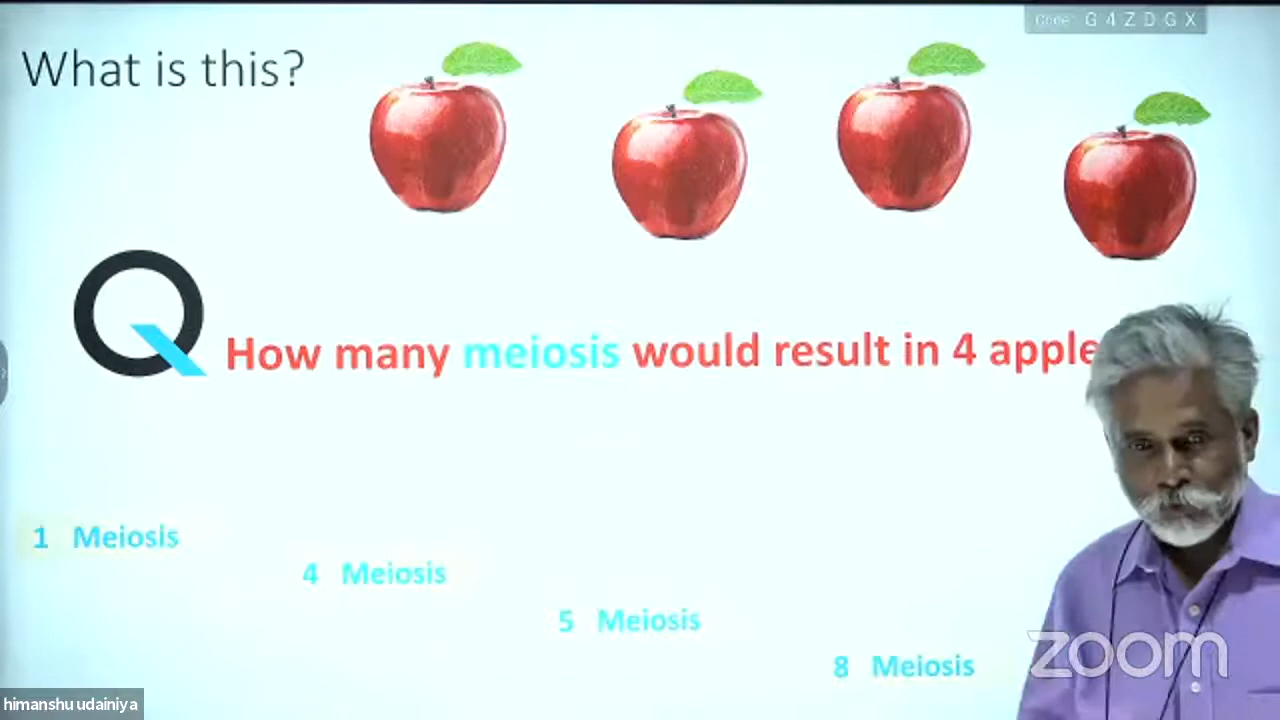 Code: G 4 Z D G X
What is this?
Q
How many meiosis would result in 4 apple
1 Meiosis
4 Meiosis
5 Meiosis
8 Meiosis
zoom
himanshu udainiya